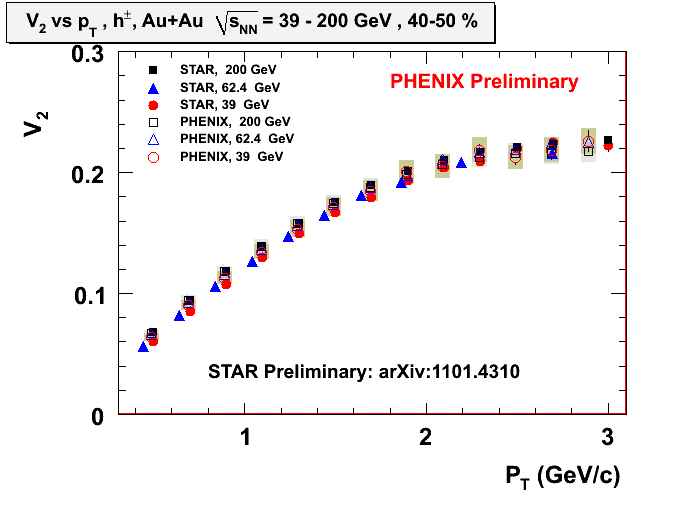 V2 vs pT , h±, Au+Au √sNN = 39 - 200 GeV , 40-50 %
0.3
STAR, 200 GeV
PHENIX Preliminary
STAR, 62.4 GeV
STAR, 39 GeV
V2
PHENIX, 200 GeV
PHENIX, 62.4 GeV
PHENIX, 39 GeV
0.2
0.1
STAR Preliminary: arXiv:1101.4310
0
1 2 3
PT (GeV/c)